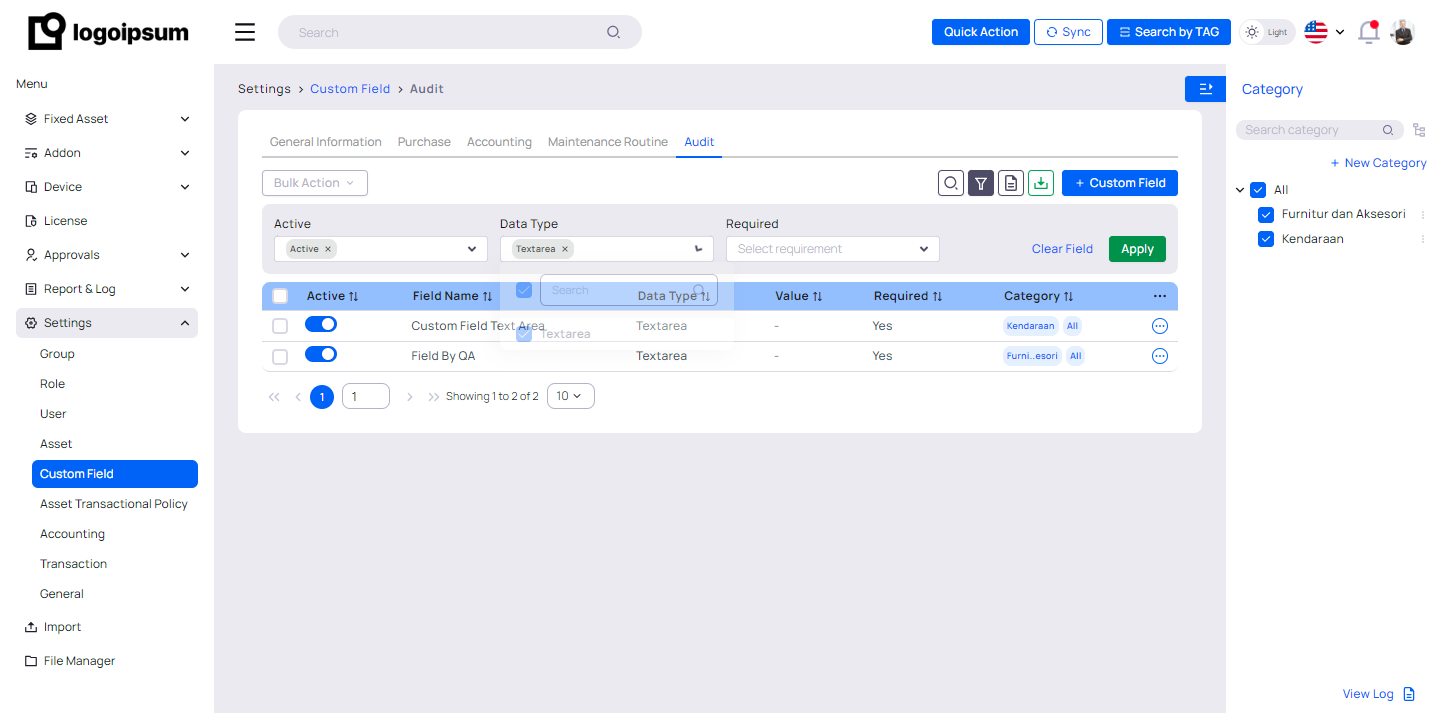 logoipsum
Search
Quick Action
Sync
Search by TAG
Light
Menu
Fixed Asset
Addon
Device
License
Approvals
Report & Log
Settings
Group
Role
User
Asset
Custom Field
Asset Transactional Policy
Accounting
Transaction
General
Import
File Manager
Settings > Custom Field > Audit
General Information Purchase Accounting Maintenance Routine Audit
Bulk Action
+ Custom Field
Active Data Type Required
Active × Textarea × Select requirement
Clear Field Apply
Search
Textarea
Active Field Name Data Type Value Required Category
Custom Field Text Area Textarea - Yes Kendaraan All
Field By QA Textarea - Yes Furni..esori All
1 1 Showing 1 to 2 of 2 10
Category
Search category
+ New Category
All
Furnitur dan Aksesori
Kendaraan
View Log